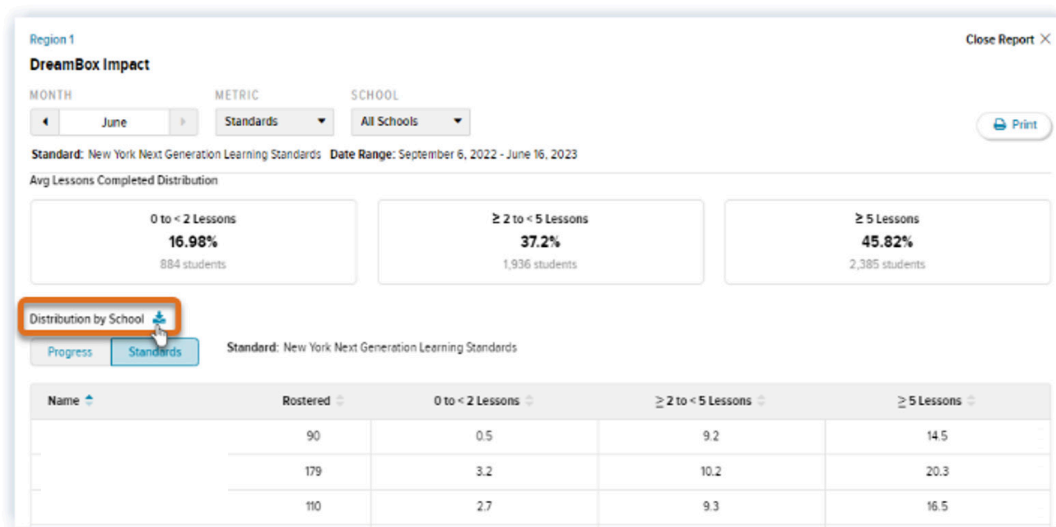 Region 1
Close Report ×
DreamBox Impact
MONTH METRIC SCHOOL
June Standards All Schools
Print
Standard: New York Next Generation Learning Standards Date Range: September 6, 2022 - June 16, 2023
Avg Lessons Completed Distribution
0 to < 2 Lessons ≥ 2 to < 5 Lessons ≥ 5 Lessons
16.98% 37.2% 45.82%
884 students 1,936 students 2,385 students
Distribution by School
Progress Standards Standard: New York Next Generation Learning Standards
Name Rostered 0 to < 2 Lessons ≥ 2 to < 5 Lessons ≥ 5 Lessons
90 0.5 9.2 14.5
179 3.2 10.2 20.3
110 2.7 9.3 16.5